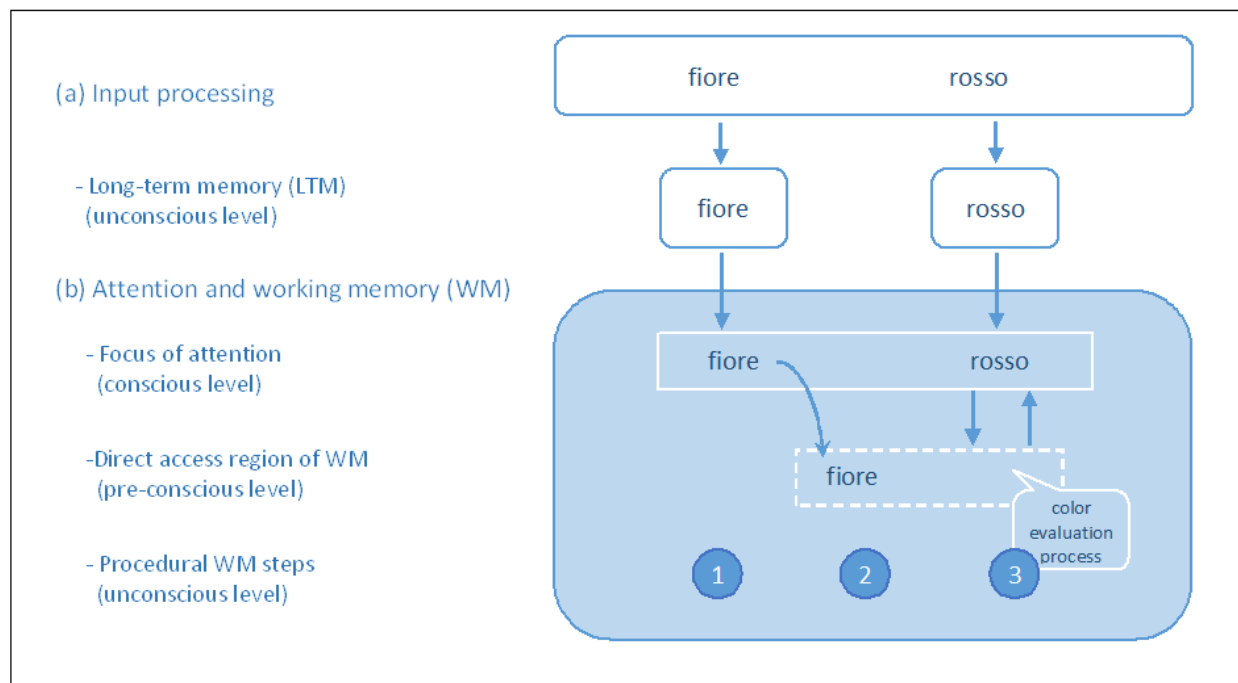 fiore rosso
(a) Input processing
- Long-term memory (LTM)
(unconscious level)
fiore rosso
(b) Attention and working memory (WM)
- Focus of attention
(conscious level)
fiore rosso
-Direct access region of WM
(pre-conscious level)
fiore
color
evaluation
process
- Procedural WM steps
(unconscious level)
1 2 3